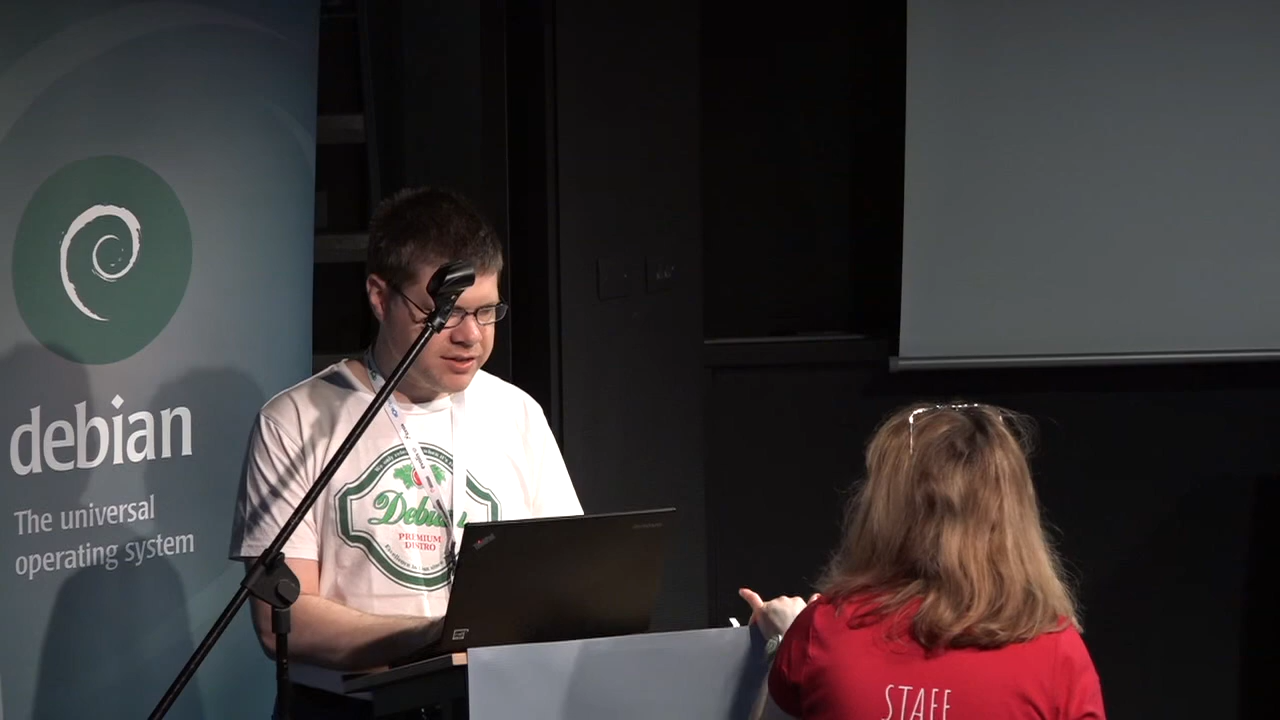 debian
The universal
operating system
Debian
PREMIUM
DISTRO
STAFF